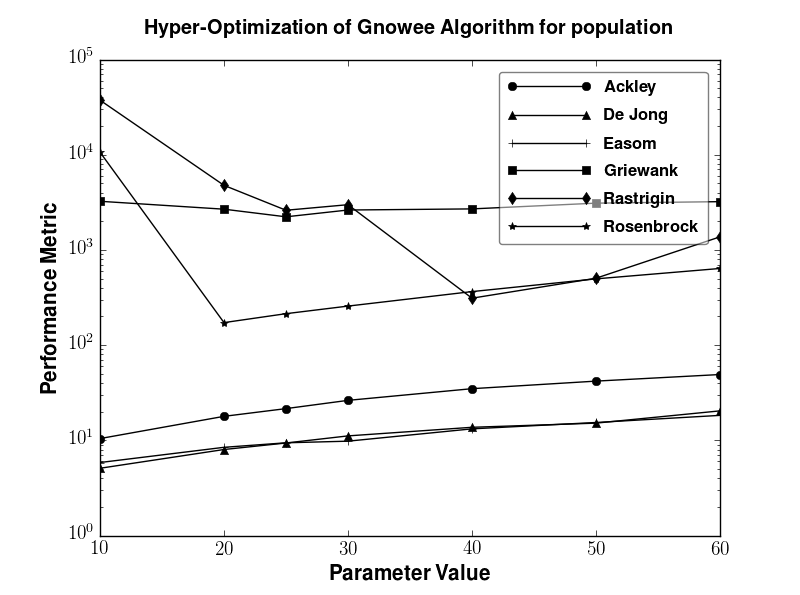 Hyper-Optimization of Gnowee Algorithm for population
Performance Metric
10^5
10^4
10^3
10^2
10^1
10^0
Ackley
De Jong
Easom
Griewank
Rastrigin
Rosenbrock
10 20 30 40 50 60
Parameter Value